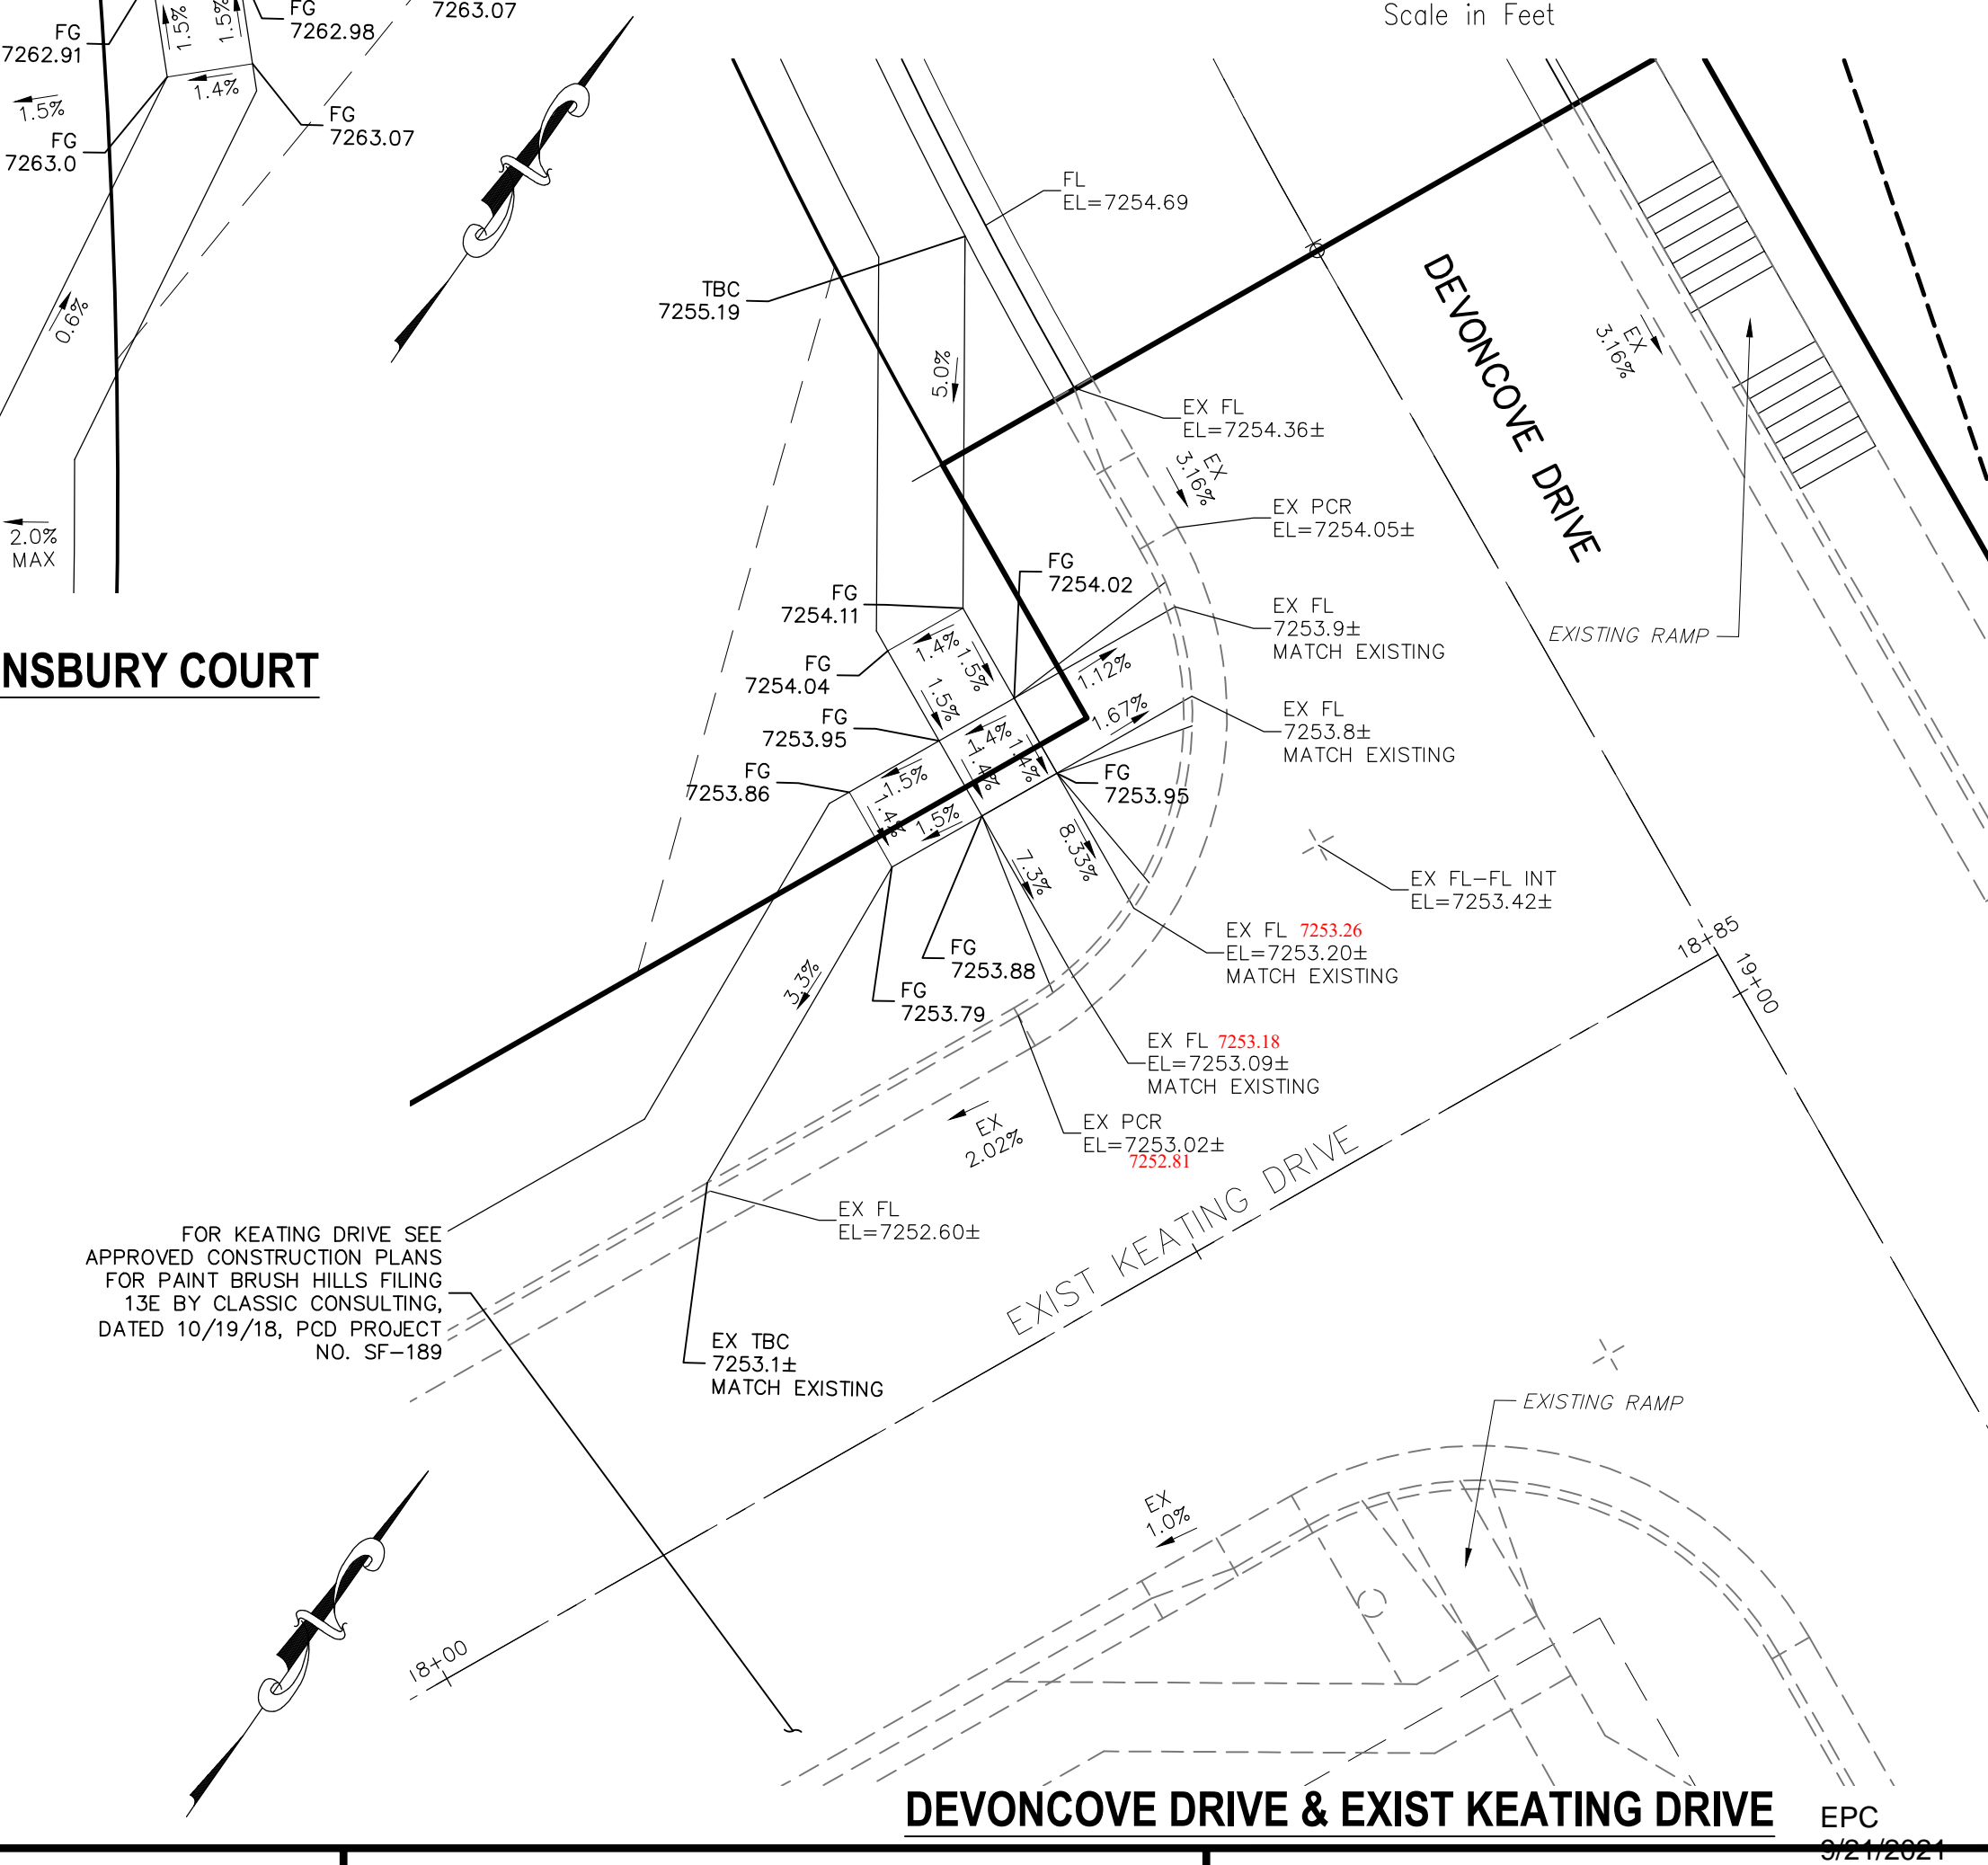 FG
7262.91
1.5%
1.5%
FG
7262.98
7263.07
Scale in Feet
1.4%
1.5%
FG
7263.0
FG
7263.07
0.6%
2.0%
MAX
NSBURY COURT
FL
EL=7254.69
TBC
7255.19
5.0%
DEVONCOVE DRIVE
EX
3.16%
EX FL
EL=7254.36±
EX
3.16%
EX PCR
EL=7254.05±
FG
7254.02
FG
7254.11
EX FL
7253.9±
MATCH EXISTING
EXISTING RAMP
FG
7254.04
1.4%
1.5%
1.5%
1.12%
1.67%
FG
7253.95
EX FL
7253.8±
MATCH EXISTING
1.4%
1.4%
1.4%
FG
7253.86
1.5%
1.4%
1.5%
FG
7253.95
7.3%
8.33%
EX FL-FL INT
EL=7253.42±
EX FL 7253.26
EL=7253.20±
MATCH EXISTING
18+85
19+00
FG
7253.88
3.3%
FG
7253.79
EX FL 7253.18
EL=7253.09±
MATCH EXISTING
EX
2.02%
EX PCR
EL=7253.02±
7252.81
EX FL
EL=7252.60±
EXIST KEATING DRIVE
FOR KEATING DRIVE SEE
APPROVED CONSTRUCTION PLANS
FOR PAINT BRUSH HILLS FILING
13E BY CLASSIC CONSULTING,
DATED 10/19/18, PCD PROJECT
NO. SF-189
EX TBC
7253.1±
MATCH EXISTING
EXISTING RAMP
EX
1.0%
18+00
DEVONCOVE DRIVE & EXIST KEATING DRIVE
EPC
9/21/2021